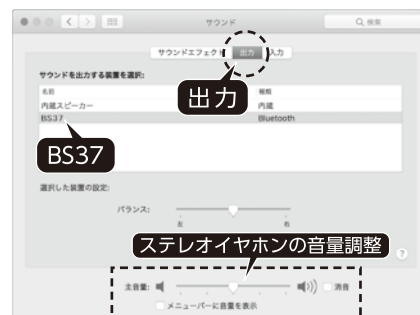 サウンド
検索
サウンドエフェクト 出力 入力
サウンドを出力する装置を選択:
出力
名前 種類
内蔵スピーカー 内蔵
BS37 Bluetooth
BS37
選択した装置の設定:
バランス:
左 右
ステレオイヤホンの音量調整
?
主音量: 消音
メニューバーに音量を表示